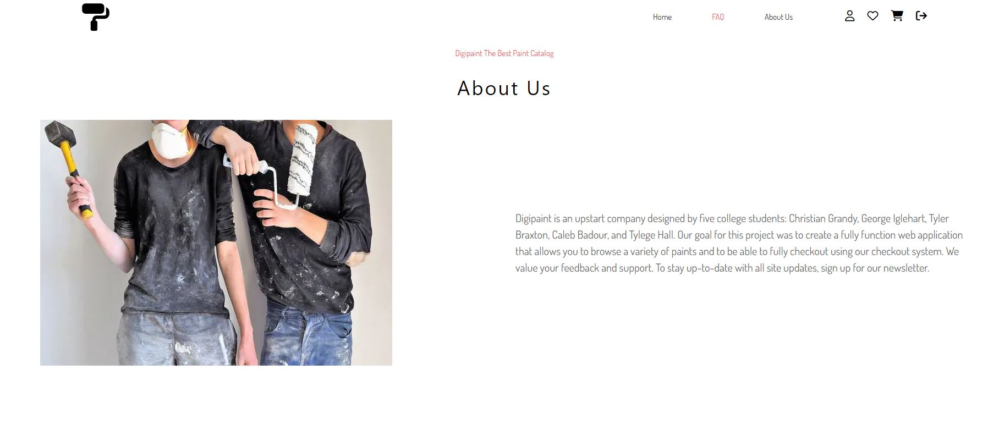 Home FAQ About Us
Digipaint The Best Paint Catalog
About Us
Digipaint is an upstart company designed by five college students: Christian Grandy, George Iglehart, Tyler
Braxton, Caleb Badour, and Tylege Hall. Our goal for this project was to create a fully function web application
that allows you to browse a variety of paints and to be able to fully checkout using our checkout system. We
value your feedback and support. To stay up-to-date with all site updates, sign up for our newsletter.